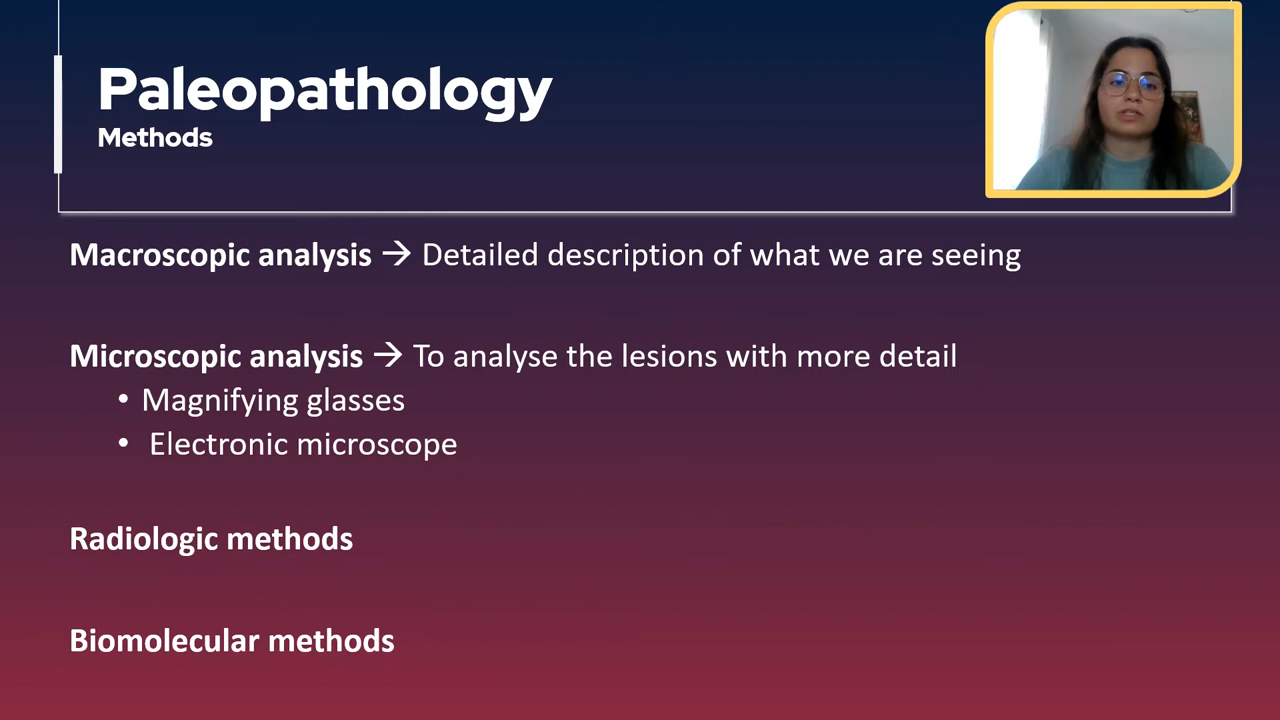 Paleopathology
Methods
Macroscopic analysis → Detailed description of what we are seeing
Microscopic analysis → To analyse the lesions with more detail
• Magnifying glasses
• Electronic microscope
Radiologic methods
Biomolecular methods